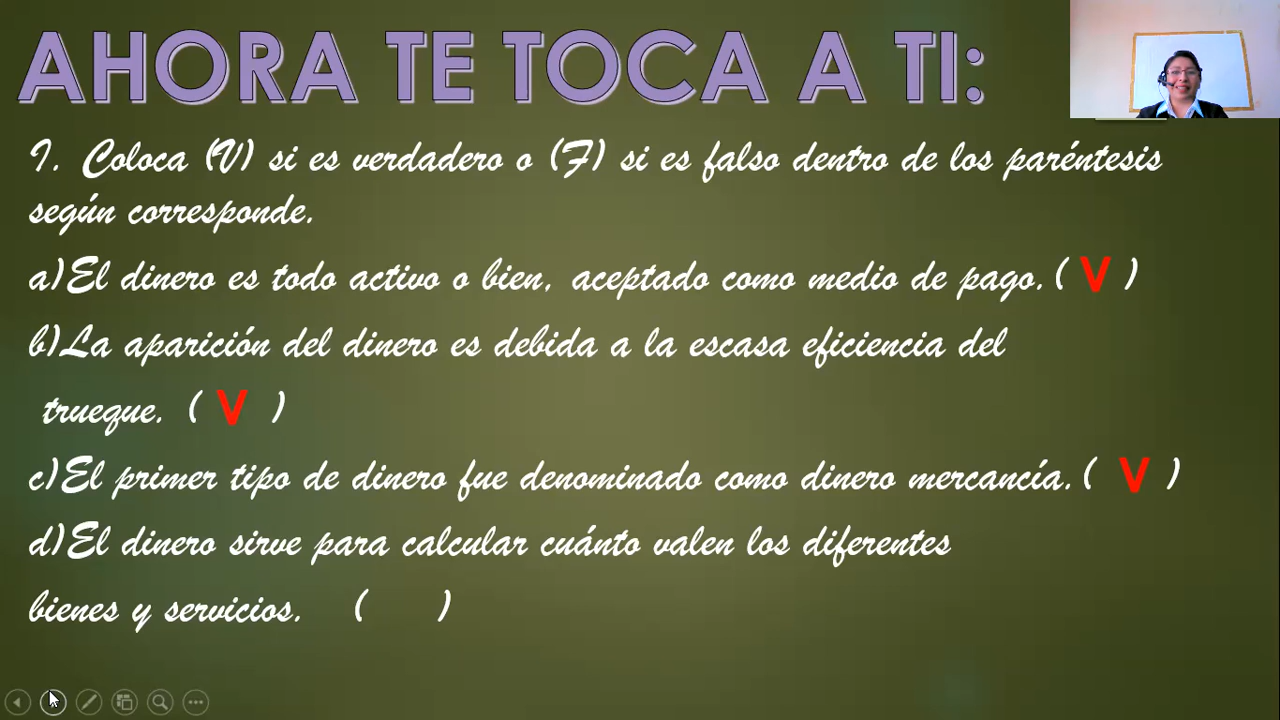 AHORA TE TOCA A TI:
I. Coloca (V) si es verdadero o (F) si es falso dentro de los paréntesis
según corresponde.
a)El dinero es todo activo o bien, aceptado como medio de pago.( V )
b)La aparición del dinero es debida a la escasa eficiencia del
trueque. ( V )
c)El primer tipo de dinero fue denominado como dinero mercancía.( V )
d)El dinero sirve para calcular cuánto valen los diferentes
bienes y servicios. ( )